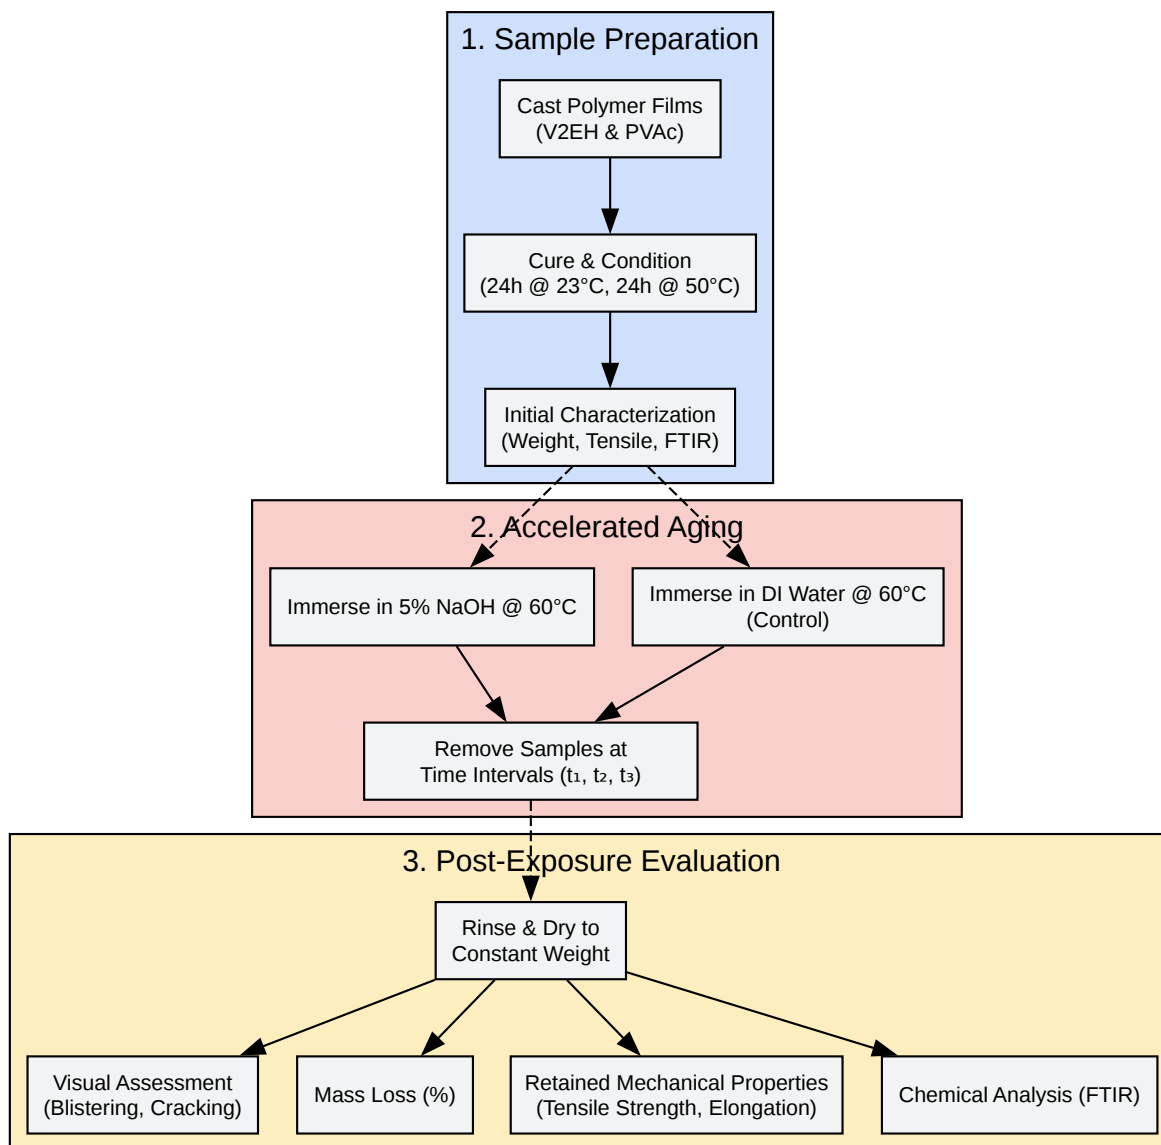 1. Sample Preparation
Cast Polymer Films
(V2EH & PVAc)
Cure & Condition
(24h @ 23°C, 24h @ 50°C)
Initial Characterization
(Weight, Tensile, FTIR)
2. Accelerated Aging
Immerse in 5% NaOH @ 60°C
Immerse in DI Water @ 60°C
(Control)
Remove Samples at
Time Intervals (t₁, t₂, t₃)
3. Post-Exposure Evaluation
Rinse & Dry to
Constant Weight
Visual Assessment
(Blistering, Cracking)
Mass Loss (%)
Retained Mechanical Properties
(Tensile Strength, Elongation)
Chemical Analysis (FTIR)